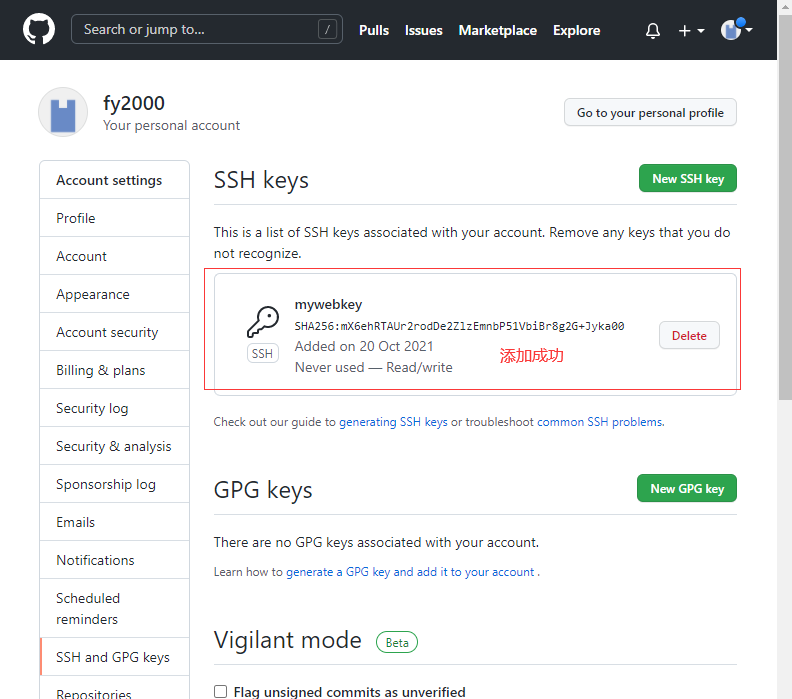 Search or jump to... /
Pulls Issues Marketplace Explore
fy2000
Your personal account
Go to your personal profile
Account settings
Profile
Account
Appearance
Account security
Billing & plans
Security log
Security & analysis
Sponsorship log
Emails
Notifications
Scheduled
reminders
SSH and GPG keys
Repositories
SSH keys
New SSH key
This is a list of SSH keys associated with your account. Remove any keys that you do
not recognize.
mywebkey
SHA256:mX6ehRTAUr2rodDe2ZlzEmnbP51VbiBr8g2G+Jyka00
SSH
Added on 20 Oct 2021
Never used — Read/write
添加成功
Delete
Check out our guide to generating SSH keys or troubleshoot common SSH problems.
GPG keys
New GPG key
There are no GPG keys associated with your account.
Learn how to generate a GPG key and add it to your account .
Vigilant mode Beta
Flag unsigned commits as unverified